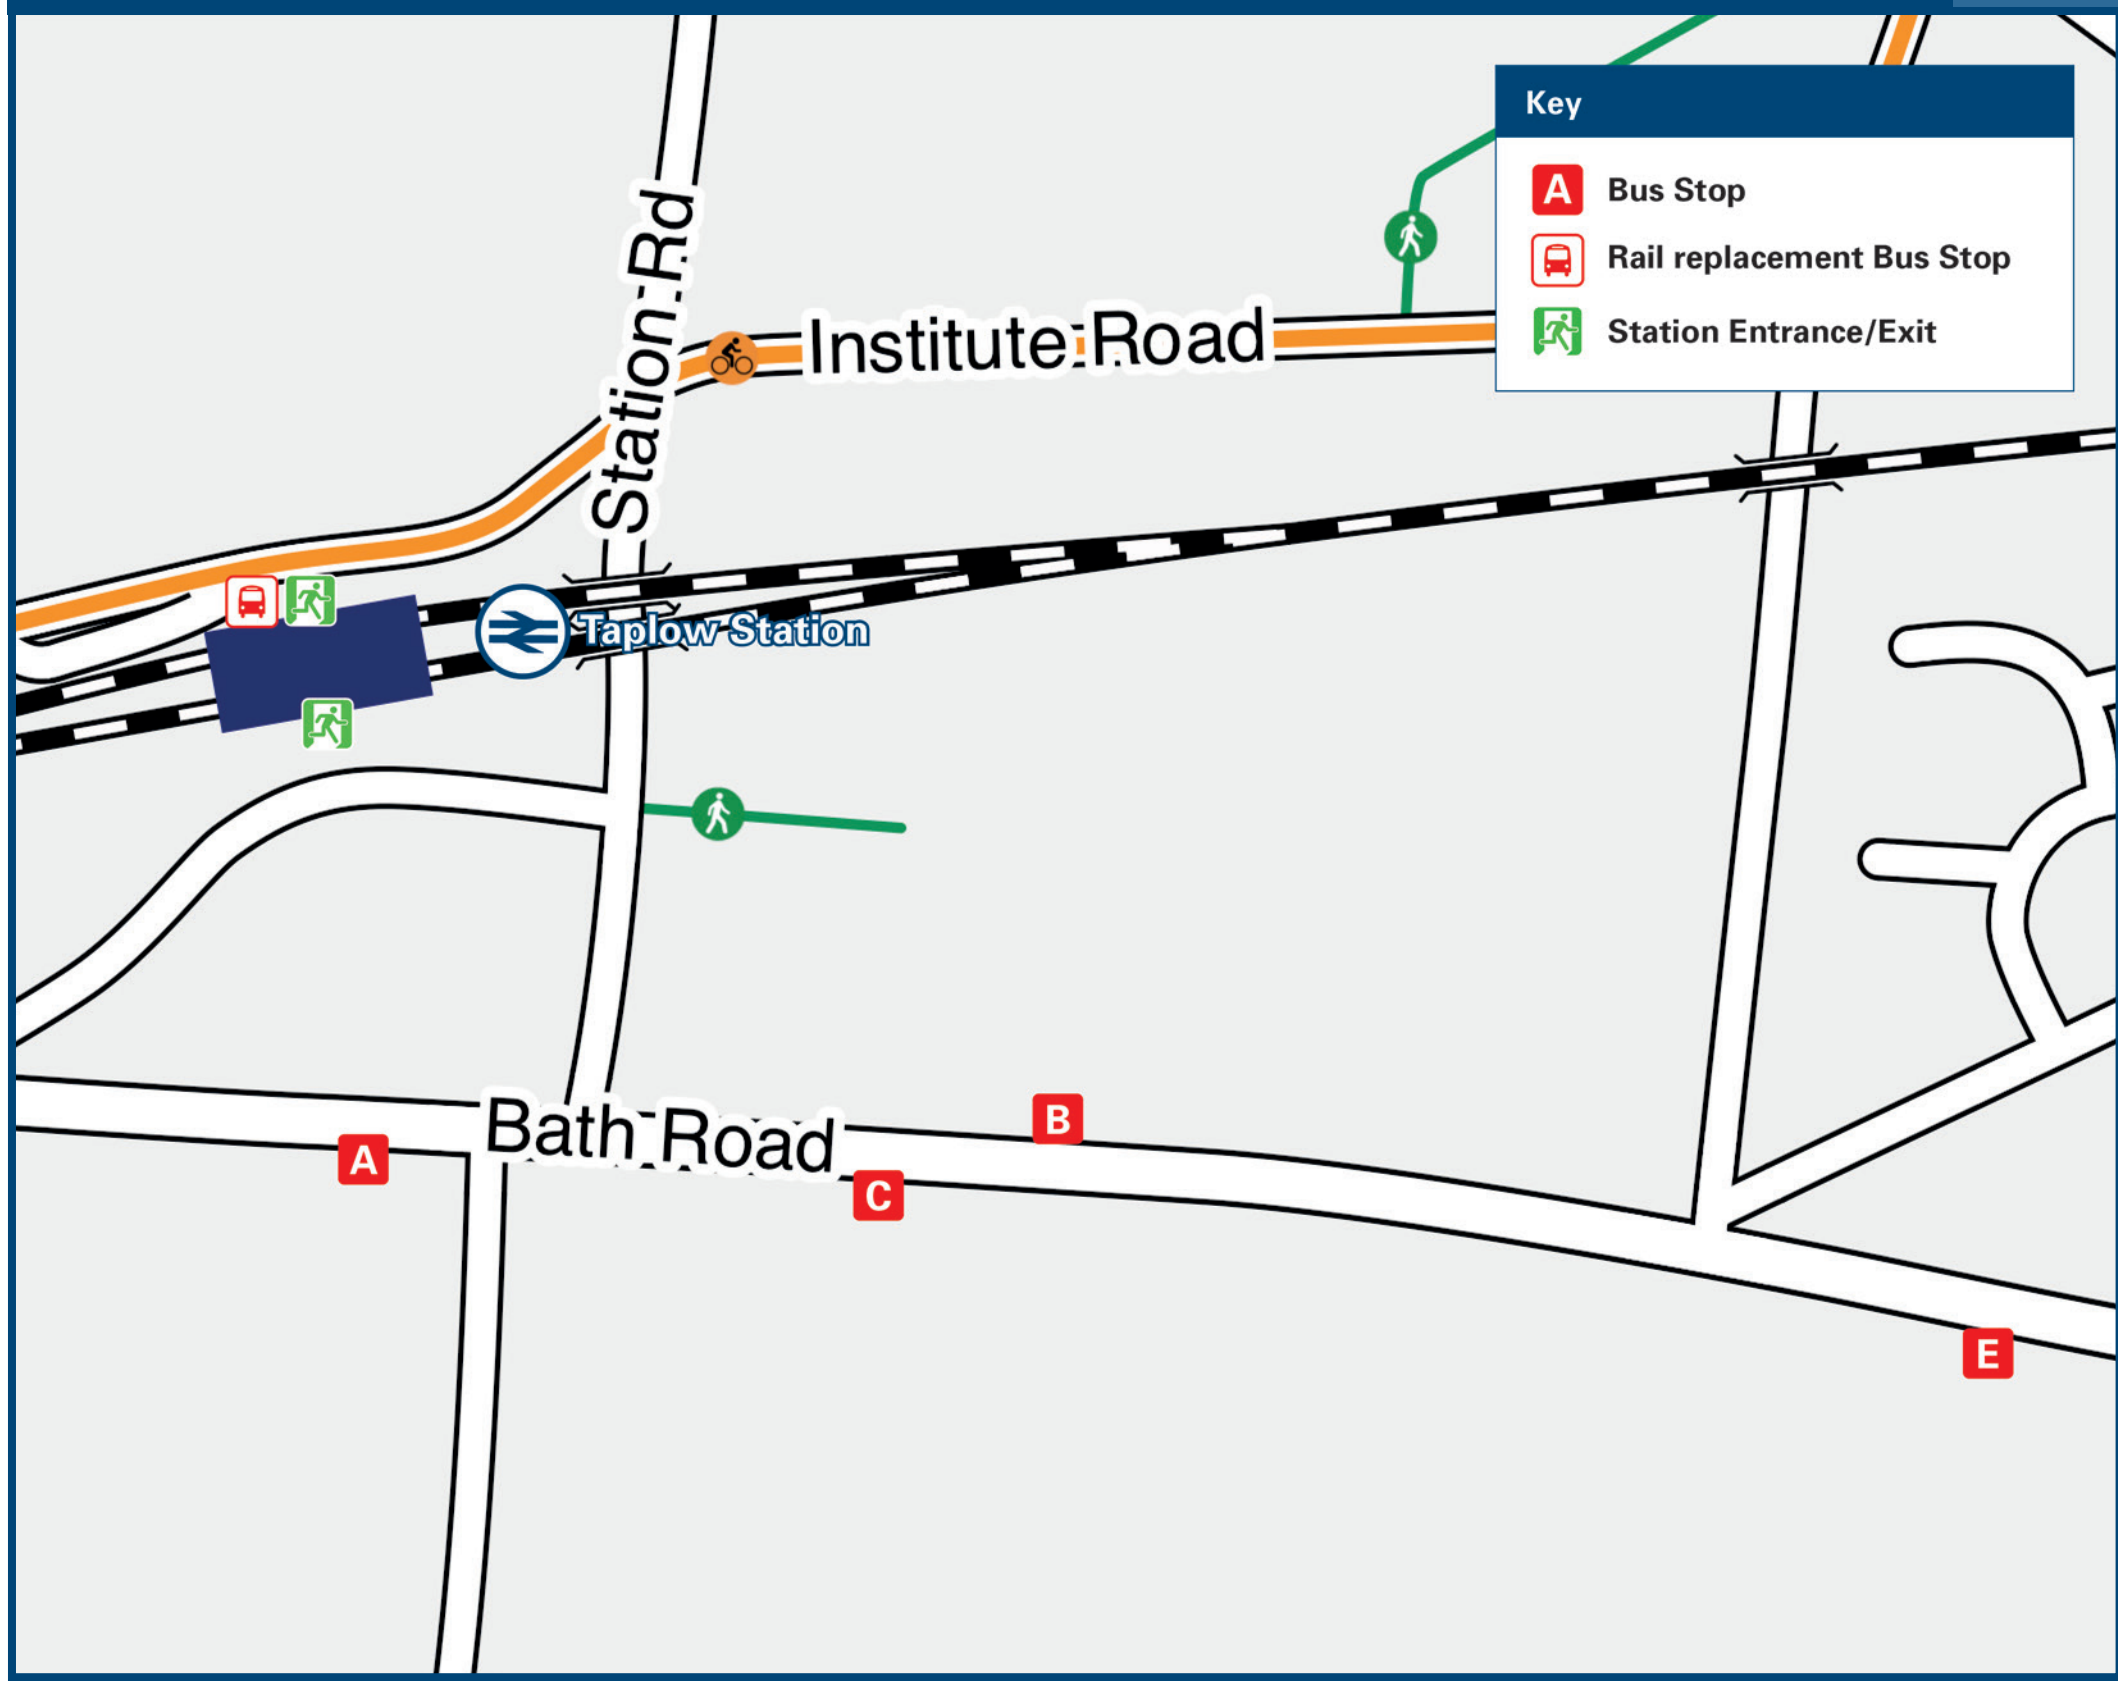 Key
A
Bus Stop
Rail replacement Bus Stop
Station Entrance/Exit
Station Rd
Institute Road
Taplow Station
Bath Road
A
B
C
E